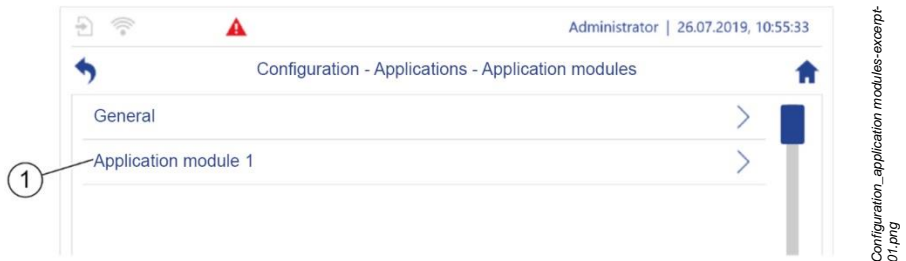 Administrator | 26.07.2019, 10:55:33
Configuration - Applications - Application modules
General
Application module 1
1
Configuration_application modules-excerpt-
01.png